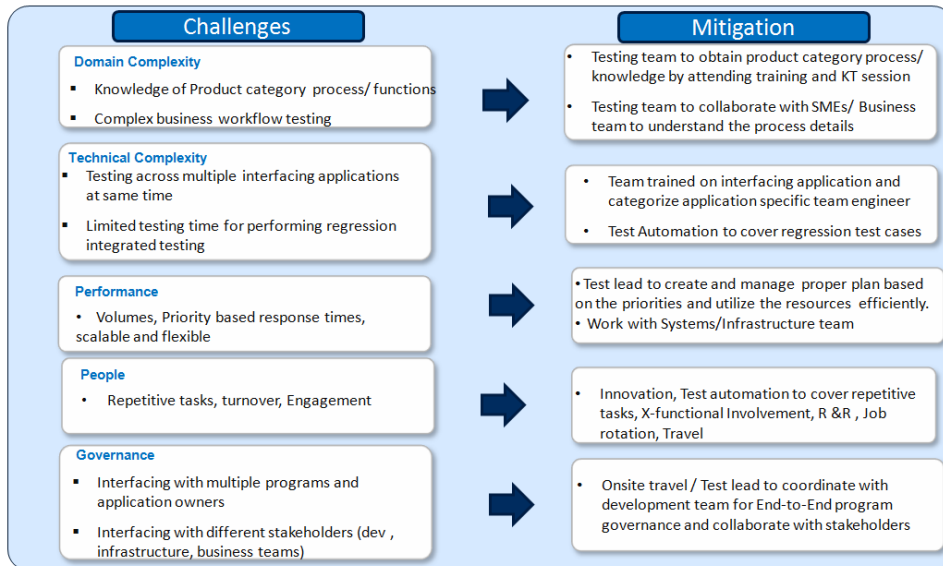 Challenges
Mitigation
Domain Complexity
▪ Knowledge of Product category process/ functions
▪ Complex business workflow testing
• Testing team to obtain product category process/
knowledge by attending training and KT session
• Testing team to collaborate with SMEs/ Business
team to understand the process details
Technical Complexity
▪ Testing across multiple interfacing applications
at same time
▪ Limited testing time for performing regression
integrated testing
• Team trained on interfacing application and
categorize application specific team engineer
• Test Automation to cover regression test cases
Performance
• Volumes, Priority based response times,
scalable and flexible
•Test lead to create and manage proper plan based
on the priorities and utilize the resources efficiently.
• Work with Systems/Infrastructure team
People
• Repetitive tasks, turnover, Engagement
• Innovation, Test automation to cover repetitive
tasks, X-functional Involvement, R &R , Job
rotation, Travel
Governance
▪ Interfacing with multiple programs and
application owners
▪ Interfacing with different stakeholders (dev ,
infrastructure, business teams)
• Onsite travel / Test lead to coordinate with
development team for End-to-End program
governance and collaborate with stakeholders